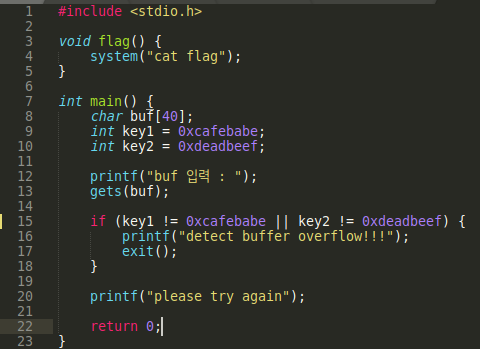 1 #include <stdio.h>
2
3 void flag() {
4     system("cat flag");
5 }
6
7 int main() {
8     char buf[40];
9     int key1 = 0xcafebabe;
10     int key2 = 0xdeadbeef;
11
12     printf("buf 입력 : ");
13     gets(buf);
14
15     if (key1 != 0xcafebabe || key2 != 0xdeadbeef) {
16         printf("detect buffer overflow!!!");
17         exit();
18     }
19
20     printf("please try again");
21
22     return 0;
23 }